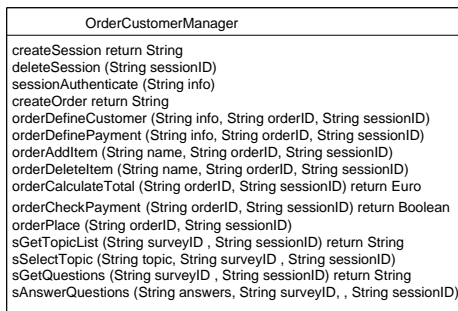 OrderCustomerManager
createSession return String
deleteSession (String sessionID)
sessionAuthenticate (String info)
createOrder return String
orderDefineCustomer (String info, String orderID, String sessionID)
orderDefinePayment (String info, String orderID, String sessionID)
orderAddItem (String name, String orderID, String sessionID)
orderDeleteItem (String name, String orderID, String sessionID)
orderCalculateTotal (String orderID, String sessionID) return Euro
orderCheckPayment (String orderID, String sessionID) return Boolean
orderPlace (String orderID, String sessionID)
sGetTopicList (String surveyID , String sessionID) return String
sSelectTopic (String topic, String surveyID , String sessionID)
sGetQuestions (String surveyID , String sessionID) return String
sAnswerQuestions (String answers, String surveyID, , String sessionID)